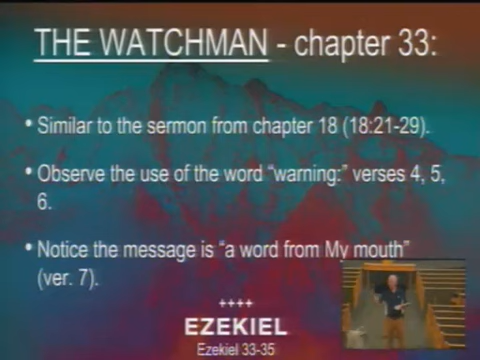 THE WATCHMAN - chapter 33:
• Similar to the sermon from chapter 18 (18:21-29).
• Observe the use of the word “warning:” verses 4, 5,
6.
• Notice the message is “a word from My mouth”
(ver. 7).
++++
EZEKIEL
Ezekiel 33-35